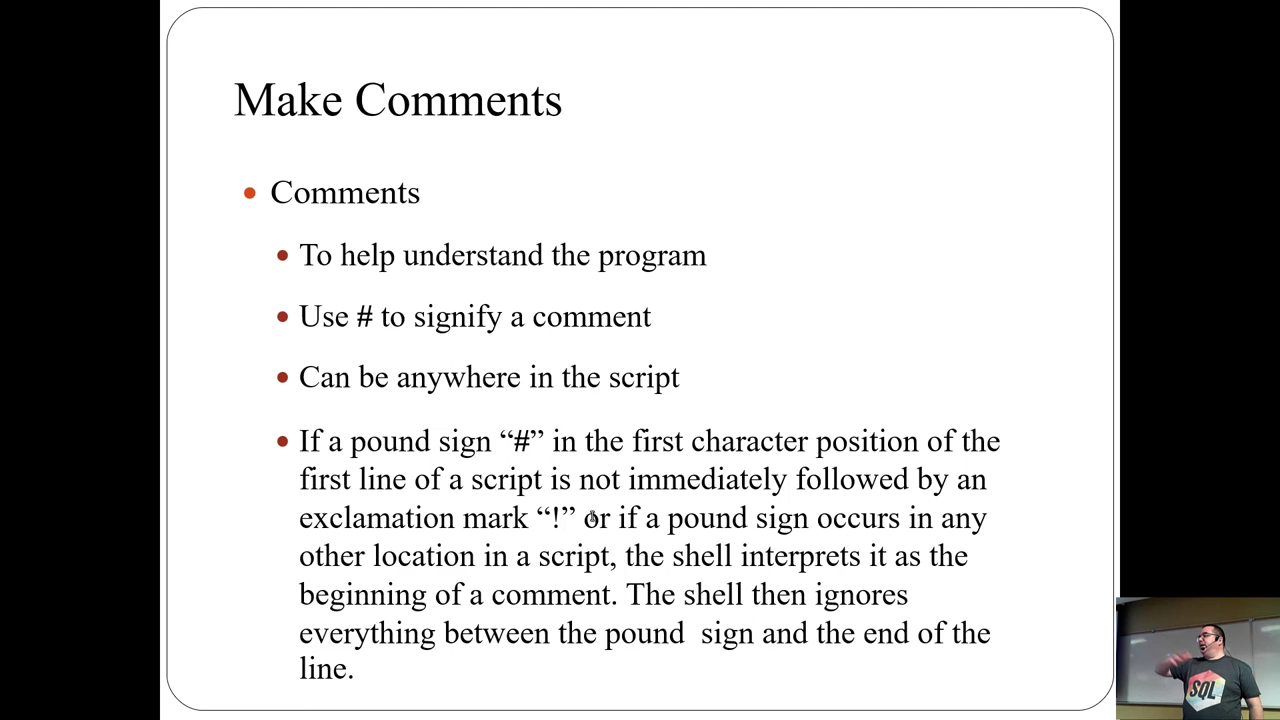 Make Comments
Comments
To help understand the program
Use # to signify a comment
Can be anywhere in the script
If a pound sign “#” in the first character position of the
first line of a script is not immediately followed by an
exclamation mark “!” or if a pound sign occurs in any
other location in a script, the shell interprets it as the
beginning of a comment. The shell then ignores
everything between the pound  sign and the end of the
line.
SQL